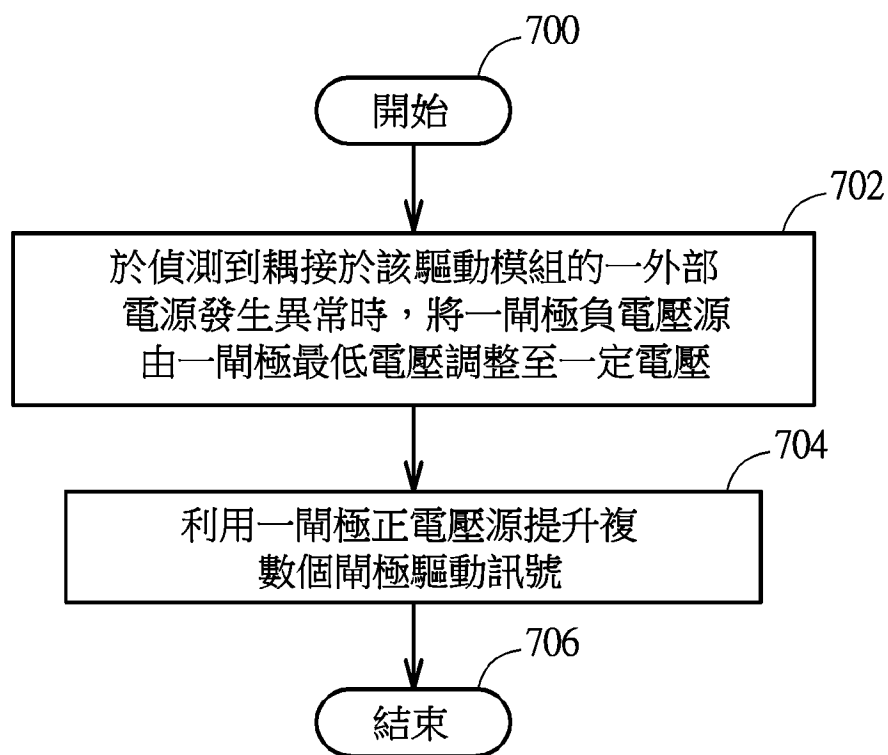 700
開始
702
於偵測到耦接於該驅動模組的一外部
電源發生異常時，將一閘極負電壓源
由一閘極最低電壓調整至一定電壓
704
利用一閘極正電壓源提升複
數個閘極驅動訊號
706
結束